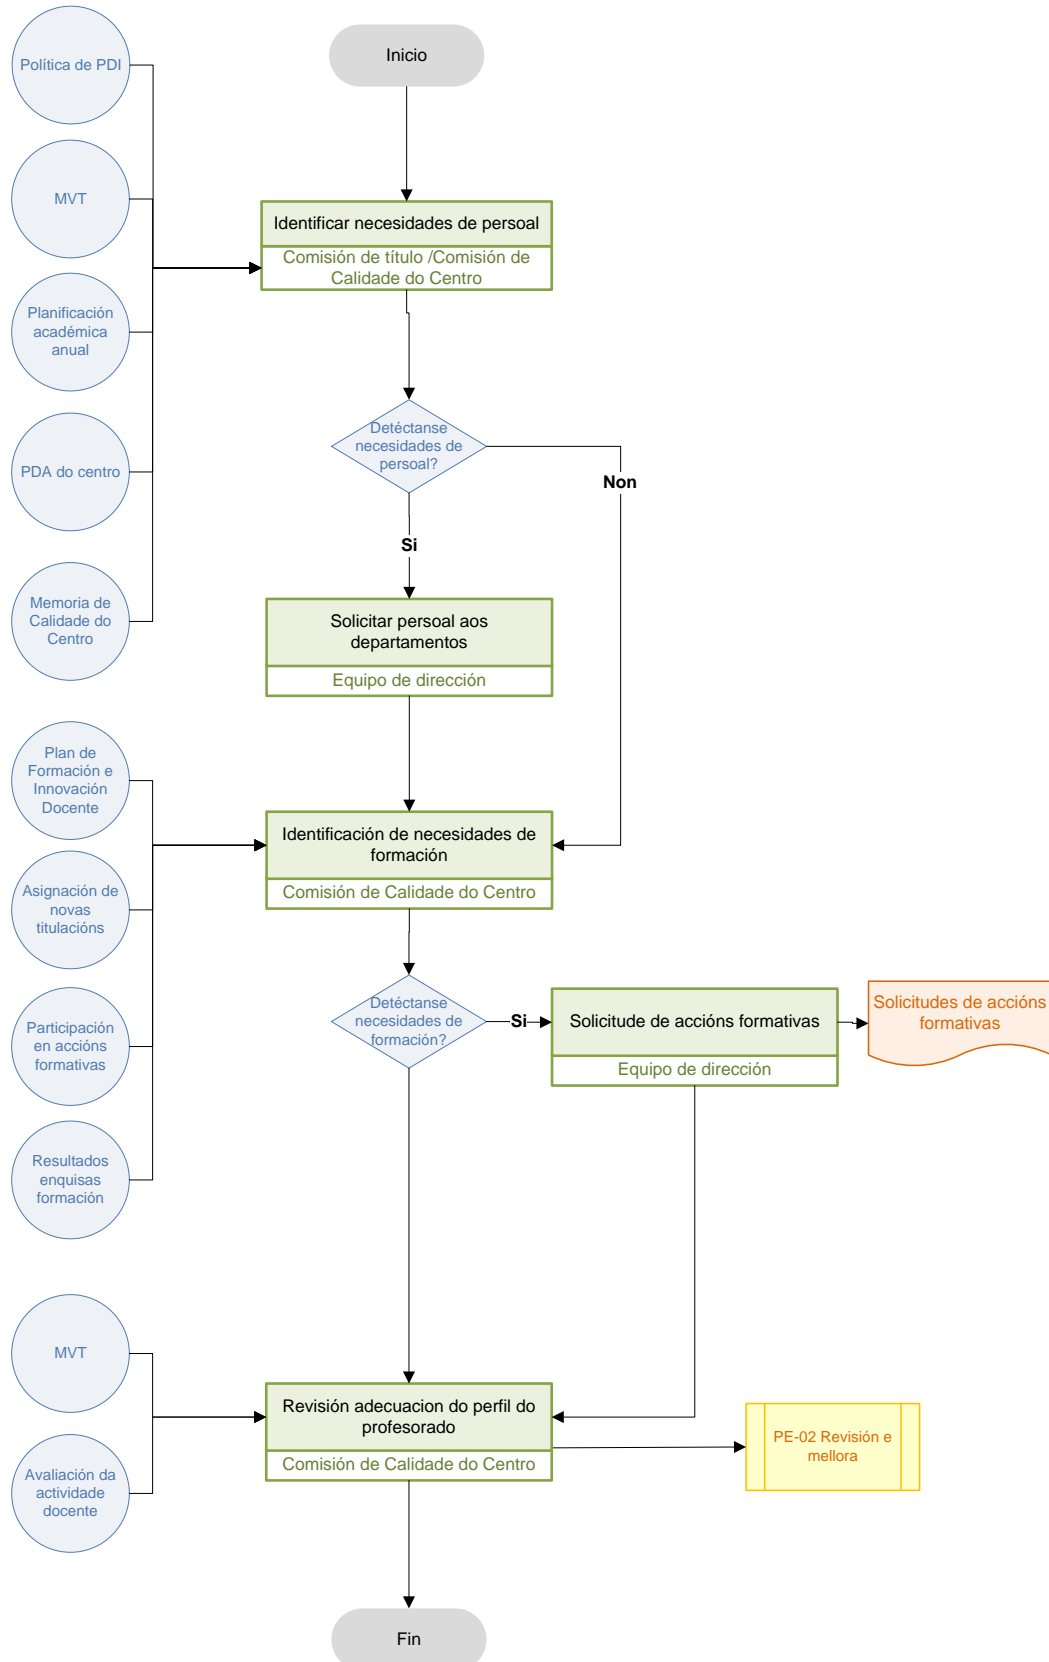 Inicio
Política de PDI
MVT
Planificación
académica
anual
PDA do centro
Memoria de
Calidade do
Centro
Identificar necesidades de persoal
Comisión de título /Comisión de
Calidade do Centro
Detéctanse
necesidades de
persoal?
Non
Si
Solicitar persoal aos
departamentos
Equipo de dirección
Plan de
Formación e
Innovación
Docente
Asignación de
novas
titulacións
Participación
en accións
formativas
Resultados
enquisas
formación
Identificación de necesidades de
formación
Comisión de Calidade do Centro
Detéctanse
necesidades de
formación?
Si
Solicitude de accións formativas
Equipo de dirección
Solicitudes de accións
formativas
MVT
Avaliación da
actividade
docente
Revisión adecuacion do perfil do
profesorado
Comisión de Calidade do Centro
PE-02 Revisión e
mellora
Fin